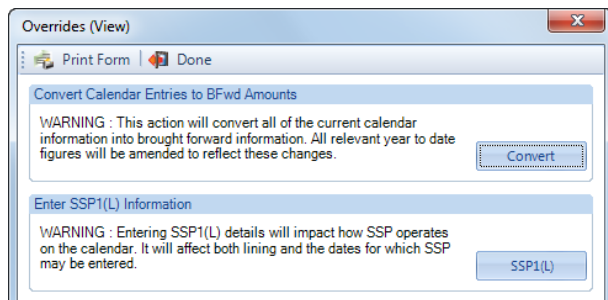 Overrides (View)
Print Form
Done
Convert Calendar Entries to BFwd Amounts
WARNING : This action will convert all of the current calendar
information into brought forward information. All relevant year to date
figures will be amended to reflect these changes.
Convert
Enter SSP1(L) Information
WARNING : Entering SSP1(L) details will impact how SSP operates
on the calendar. It will affect both lining and the dates for which SSP
may be entered.
SSP1(L)